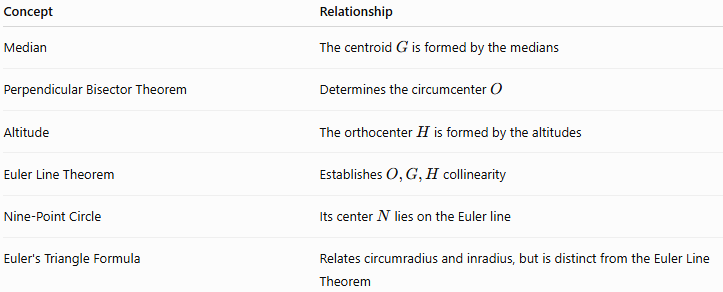 Concept Relationship
Median The centroid G is formed by the medians
Perpendicular Bisector Theorem Determines the circumcenter O
Altitude The orthocenter H is formed by the altitudes
Euler Line Theorem Establishes O, G, H collinearity
Nine-Point Circle Its center N lies on the Euler line
Euler's Triangle Formula Relates circumradius and inradius, but is distinct from the Euler Line
Theorem